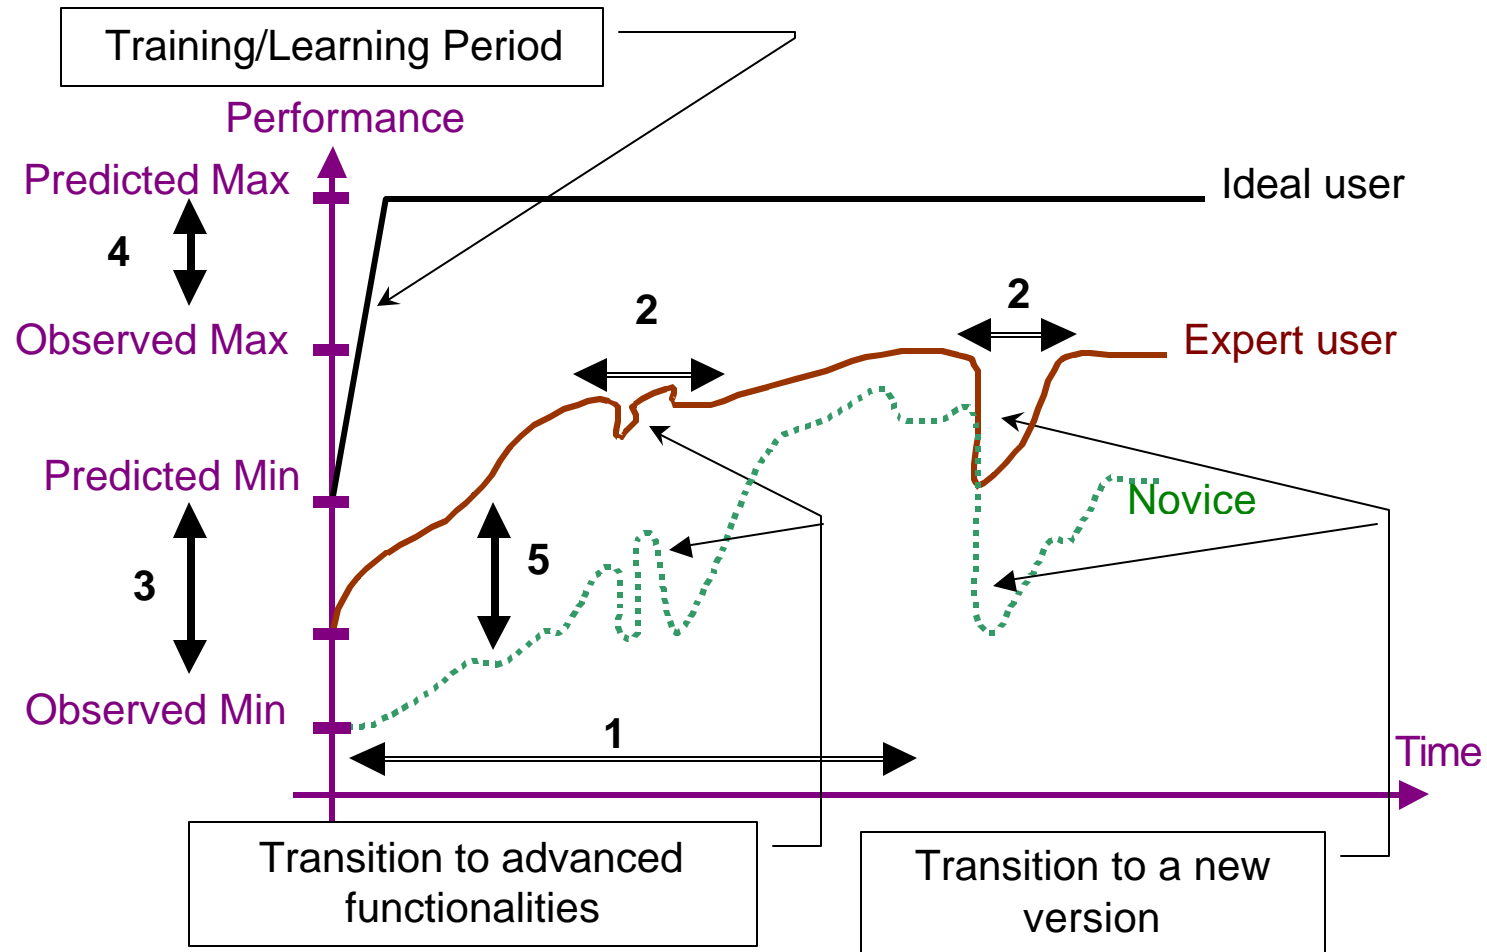 Training/Learning Period
Performance
Predicted Max
Ideal user
4
2
2
Observed Max
Expert user
Predicted Min
Novice
5
3
Observed Min
1
Time
Transition to advanced
functionalities
Transition to a new
version